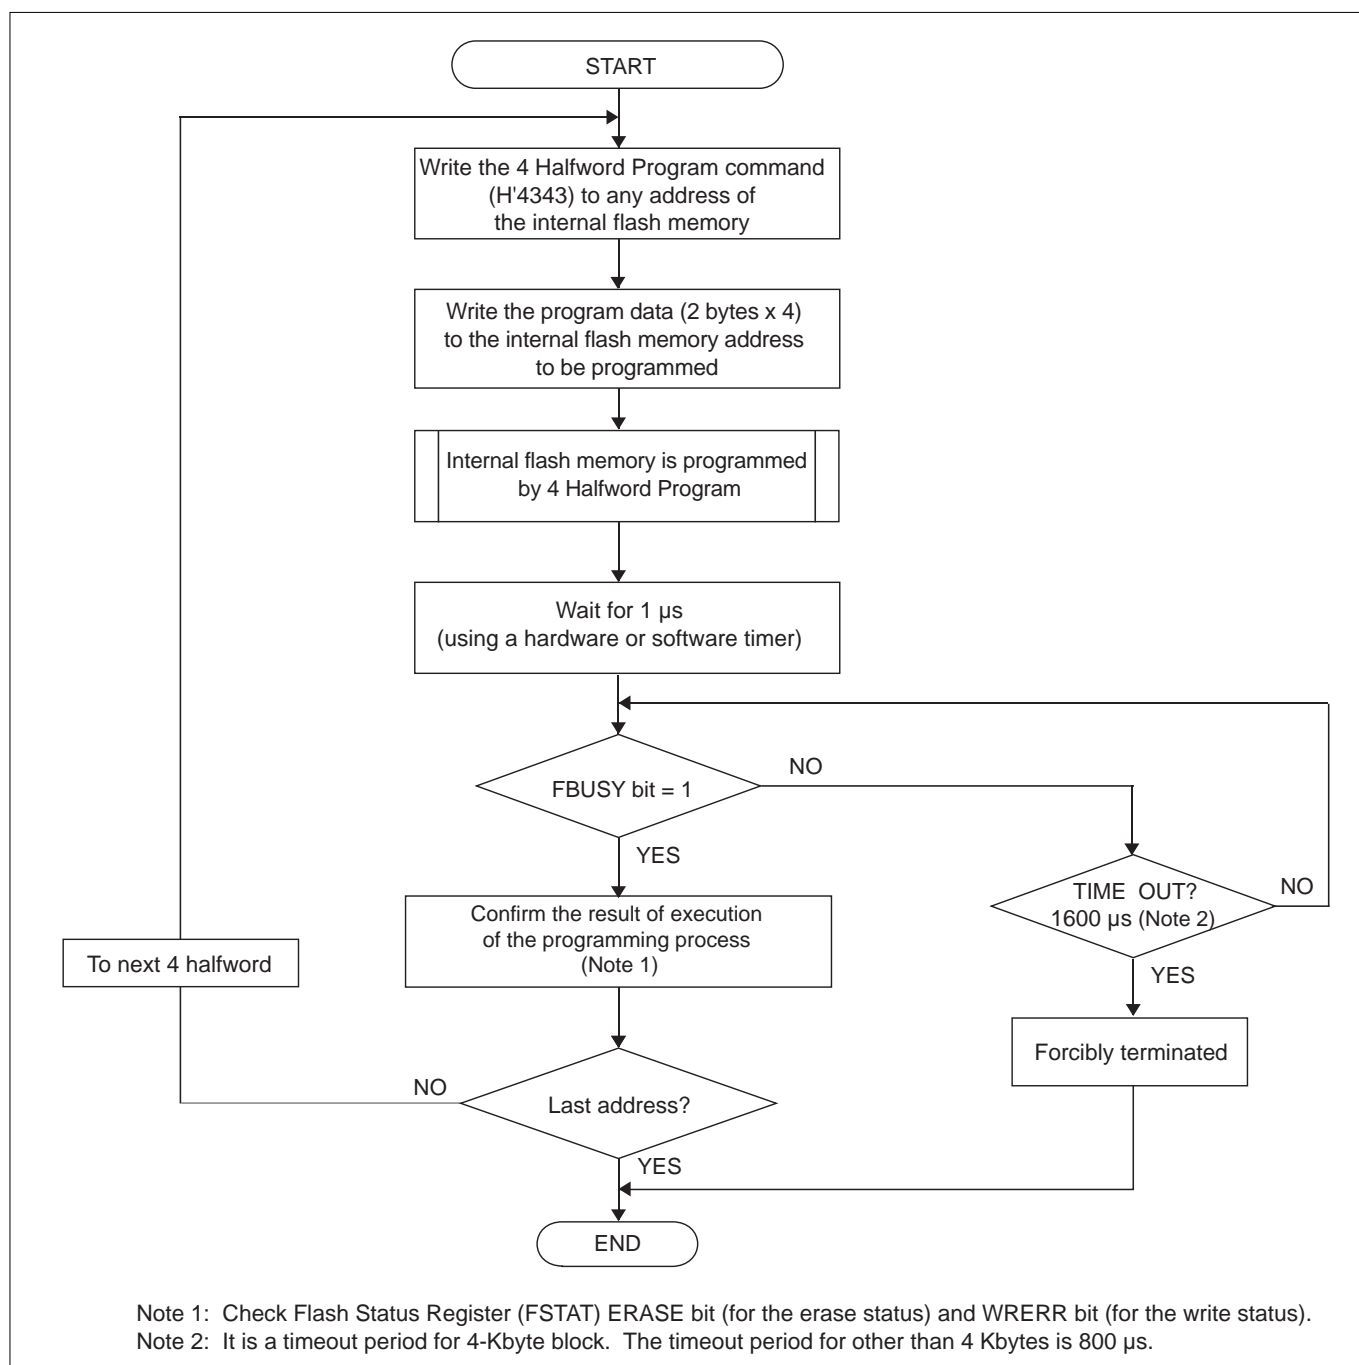 START
Write the 4 Halfword Program command
(H'4343) to any address of
the internal flash memory
Write the program data (2 bytes x 4)
to the internal flash memory address
to be programmed
Internal flash memory is programmed
by 4 Halfword Program
Wait for 1 µs
(using a hardware or software timer)
FBUSY bit = 1
NO
YES
TIME OUT?
1600 µs (Note 2)
NO
YES
Confirm the result of execution
of the programming process
(Note 1)
To next 4 halfword
Forcibly terminated
NO
Last address?
YES
END
Note 1: Check Flash Status Register (FSTAT) ERASE bit (for the erase status) and WRERR bit (for the write status).
Note 2: It is a timeout period for 4-Kbyte block. The timeout period for other than 4 Kbytes is 800 µs.